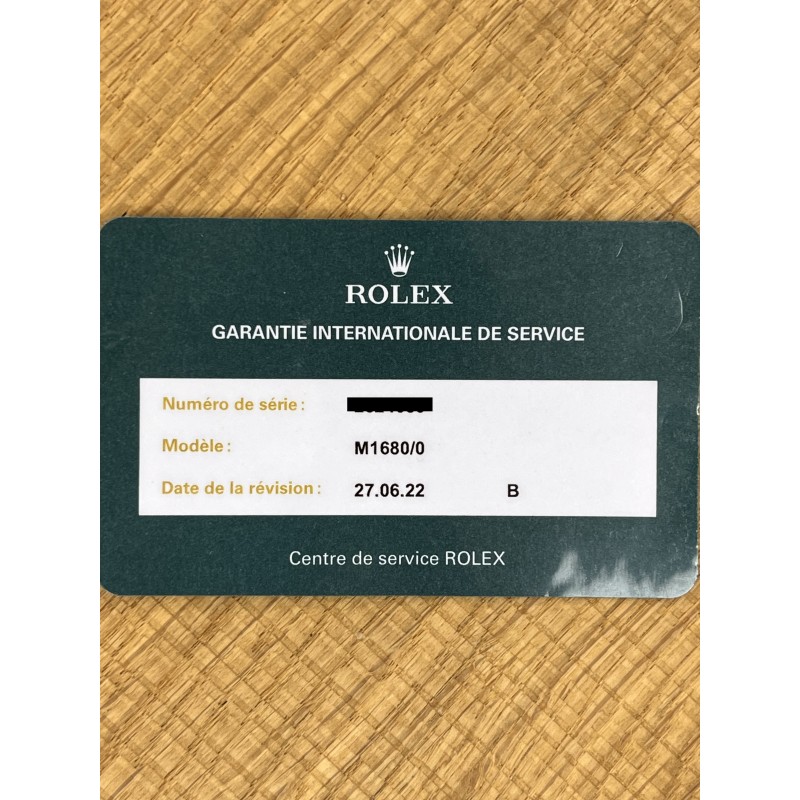 ROLEX
GARANTIE INTERNATIONALE DE SERVICE
Numéro de série :
Modèle : M1680/0
Date de la révision : 27.06.22 B
Centre de service ROLEX